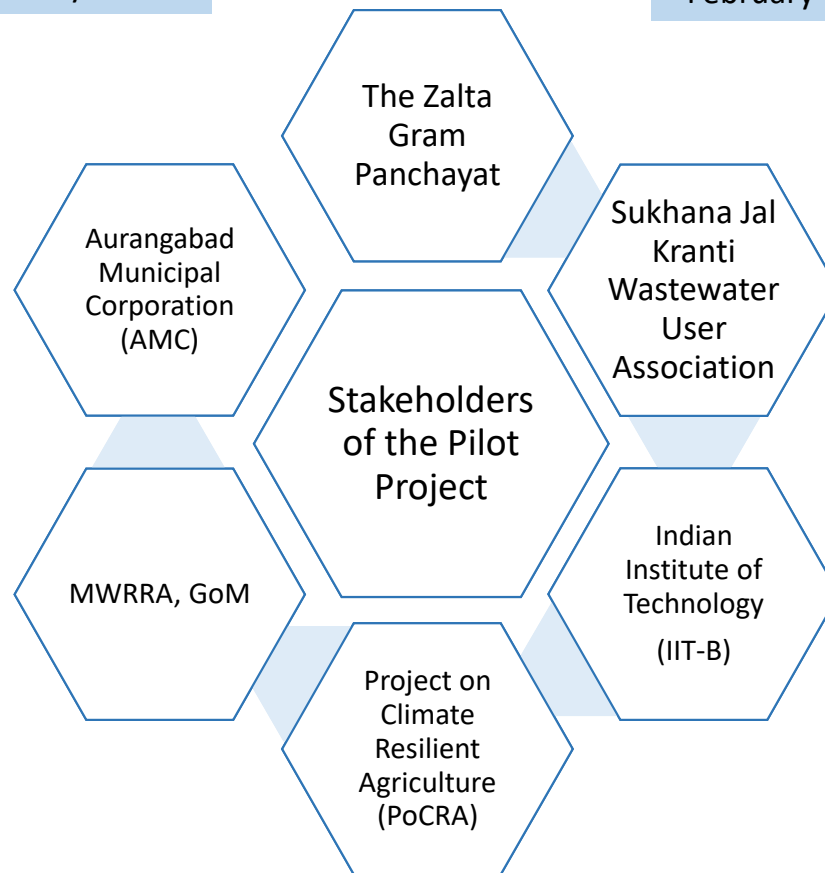 February
The Zalta
Gram
Panchayat
Sukhana Jal
Kranti
Wastewater
User
Association
Aurangabad
Municipal
Corporation
(AMC)
Stakeholders
of the Pilot
Project
Indian
Institute of
Technology
(IIT-B)
MWRRA, GoM
Project on
Climate
Resilient
Agriculture
(PoCRA)